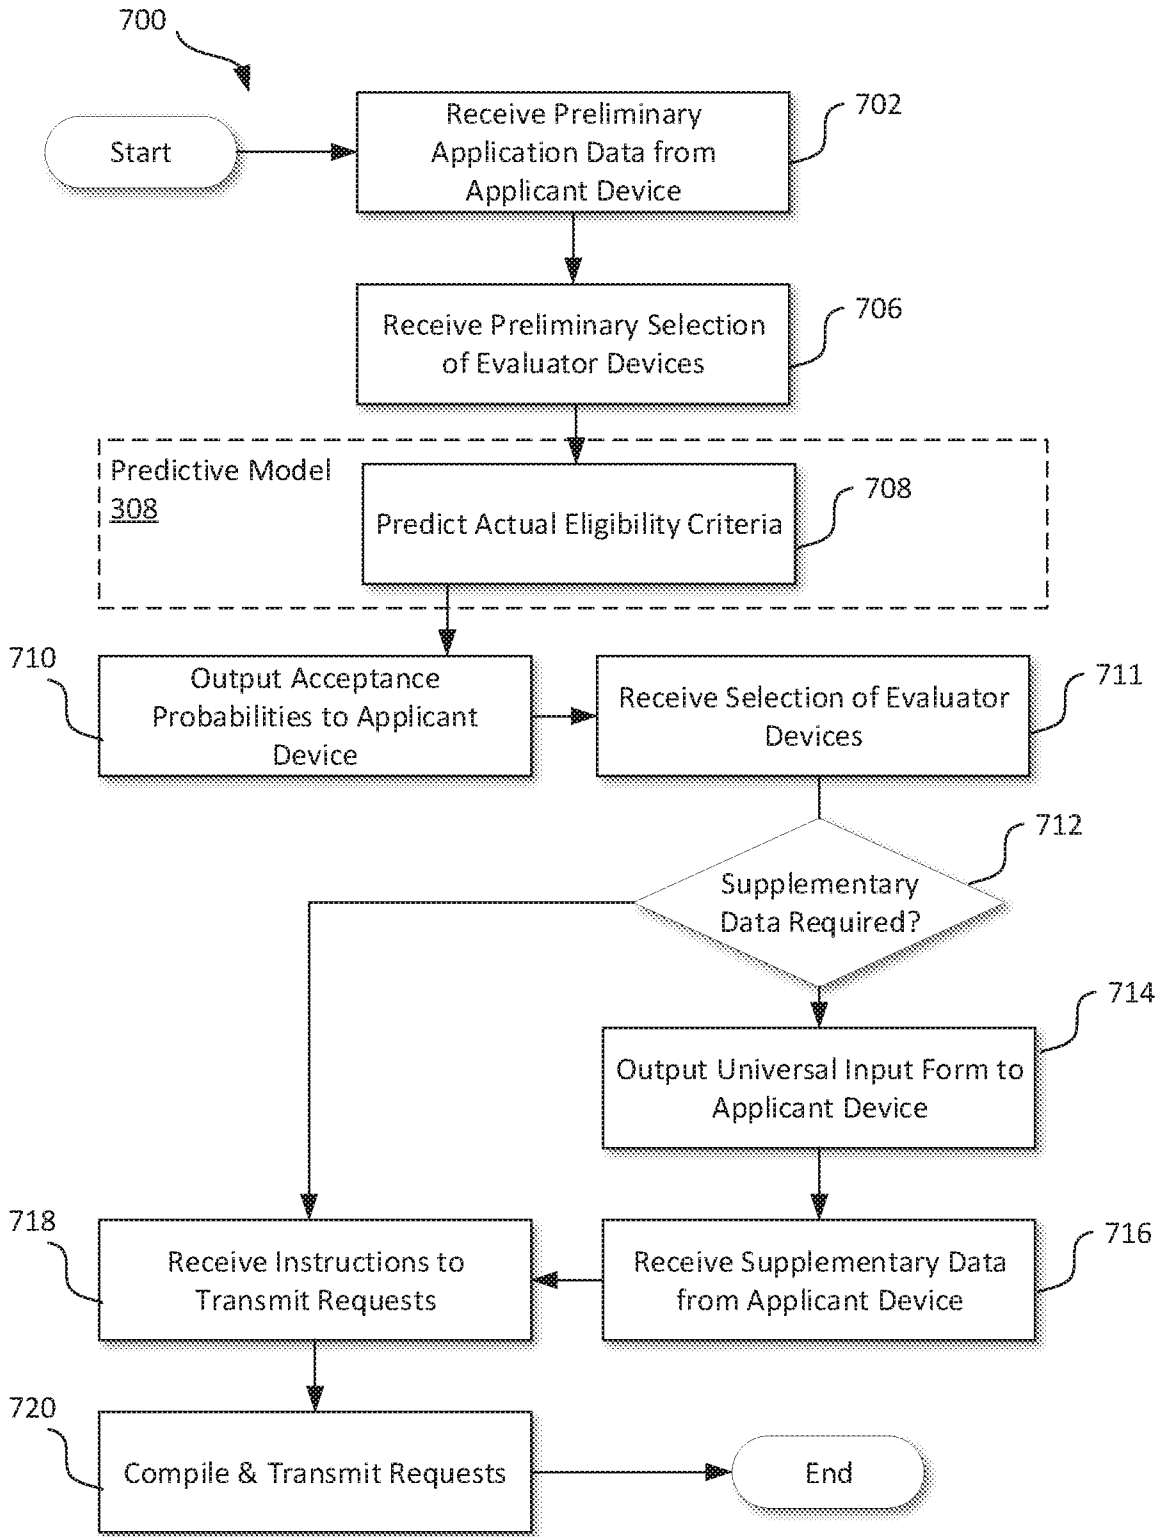 700
Start
Receive Preliminary
Application Data from
Applicant Device
702
Receive Preliminary Selection
of Evaluator Devices
706
Predictive Model
308
Predict Actual Eligibility Criteria
708
710
Output Acceptance
Probabilities to Applicant
Device
Receive Selection of Evaluator
Devices
711
Supplementary
Data Required?
712
Output Universal Input Form to
Applicant Device
714
718
Receive Instructions to
Transmit Requests
Receive Supplementary Data
from Applicant Device
716
720
Compile & Transmit Requests
End